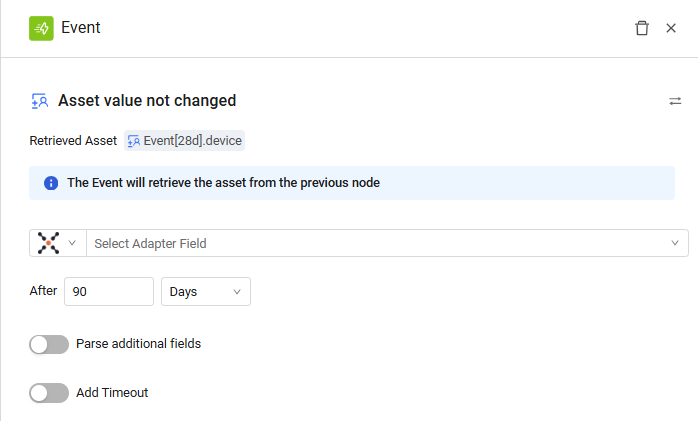 Event
Asset value not changed
Retrieved Asset Event[28d].device
The Event will retrieve the asset from the previous node
Select Adapter Field
After 90 Days
Parse additional fields
Add Timeout